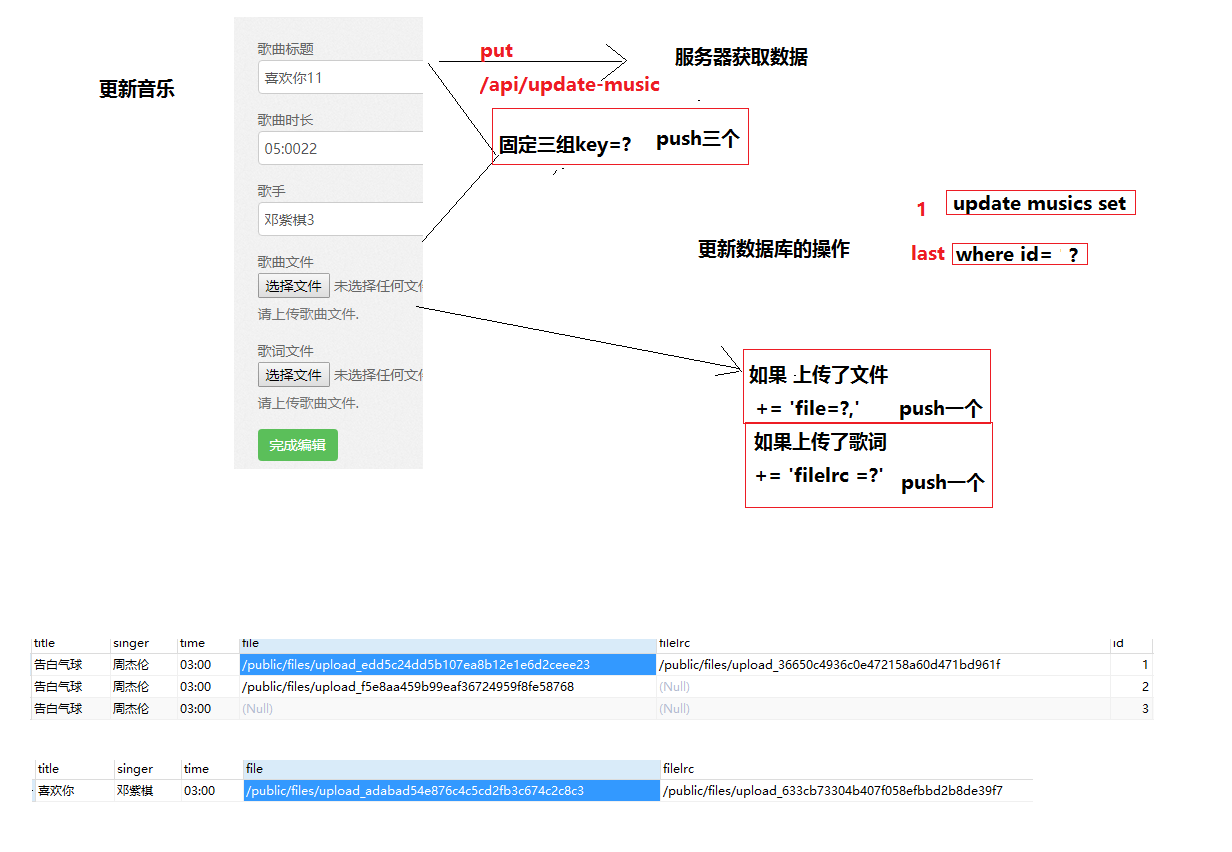 更新音乐
歌曲标题
喜欢你11
歌曲时长
05:0022
歌手
邓紫棋3
歌曲文件
选择文件 未选择任何文件
请上传歌曲文件.
歌词文件
选择文件 未选择任何文件
请上传歌曲文件.
完成编辑
put
/api/update-music
服务器获取数据
固定三组key=? push三个
更新数据库的操作
1 update musics set
last where id= ?
如果 上传了文件
+= 'file=?,' push一个
如果上传了歌词
+= 'filelrc =?' push一个
title singer time file filelrc id
告白气球 周杰伦 03:00 /public/files/upload_edd5c24dd5b107ea8b12e1e6d2ceee23 /public/files/upload_36650c4936c0e472158a60d471bd961f 1
告白气球 周杰伦 03:00 /public/files/upload_f5e8aa459b99eaf36724959f8fe58768 (Null) 2
告白气球 周杰伦 03:00 (Null) (Null) 3
title singer time file filelrc
喜欢你 邓紫棋 03:00 /public/files/upload_adabad54e876c4c5cd2fb3c674c2c8c3 /public/files/upload_633cb73304b407f058efbbd2b8de39f7